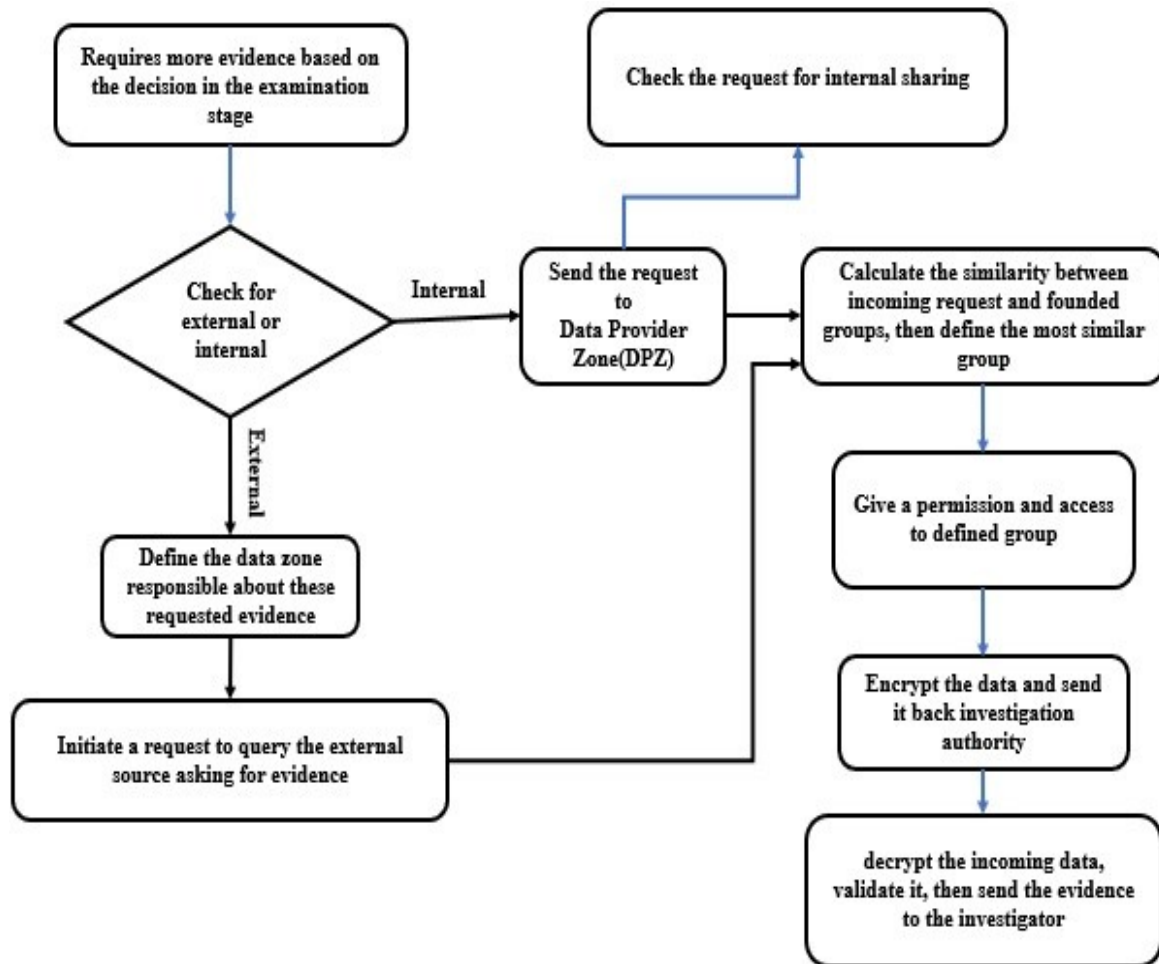 Requires more evidence based on
the decision in the examination
stage
Check the request for internal sharing
Check for
external or
internal
Internal
Send the request
to
Data Provider
Zone(DPZ)
Calculate the similarity between
incoming request and founded
groups, then define the most similar
group
External
Give a permission and access
to defined group
Define the data zone
responsible about these
requested evidence
Encrypt the data and send
it back investigation
authority
Initiate a request to query the external
source asking for evidence
decrypt the incoming data,
validate it, then send the evidence
to the investigator